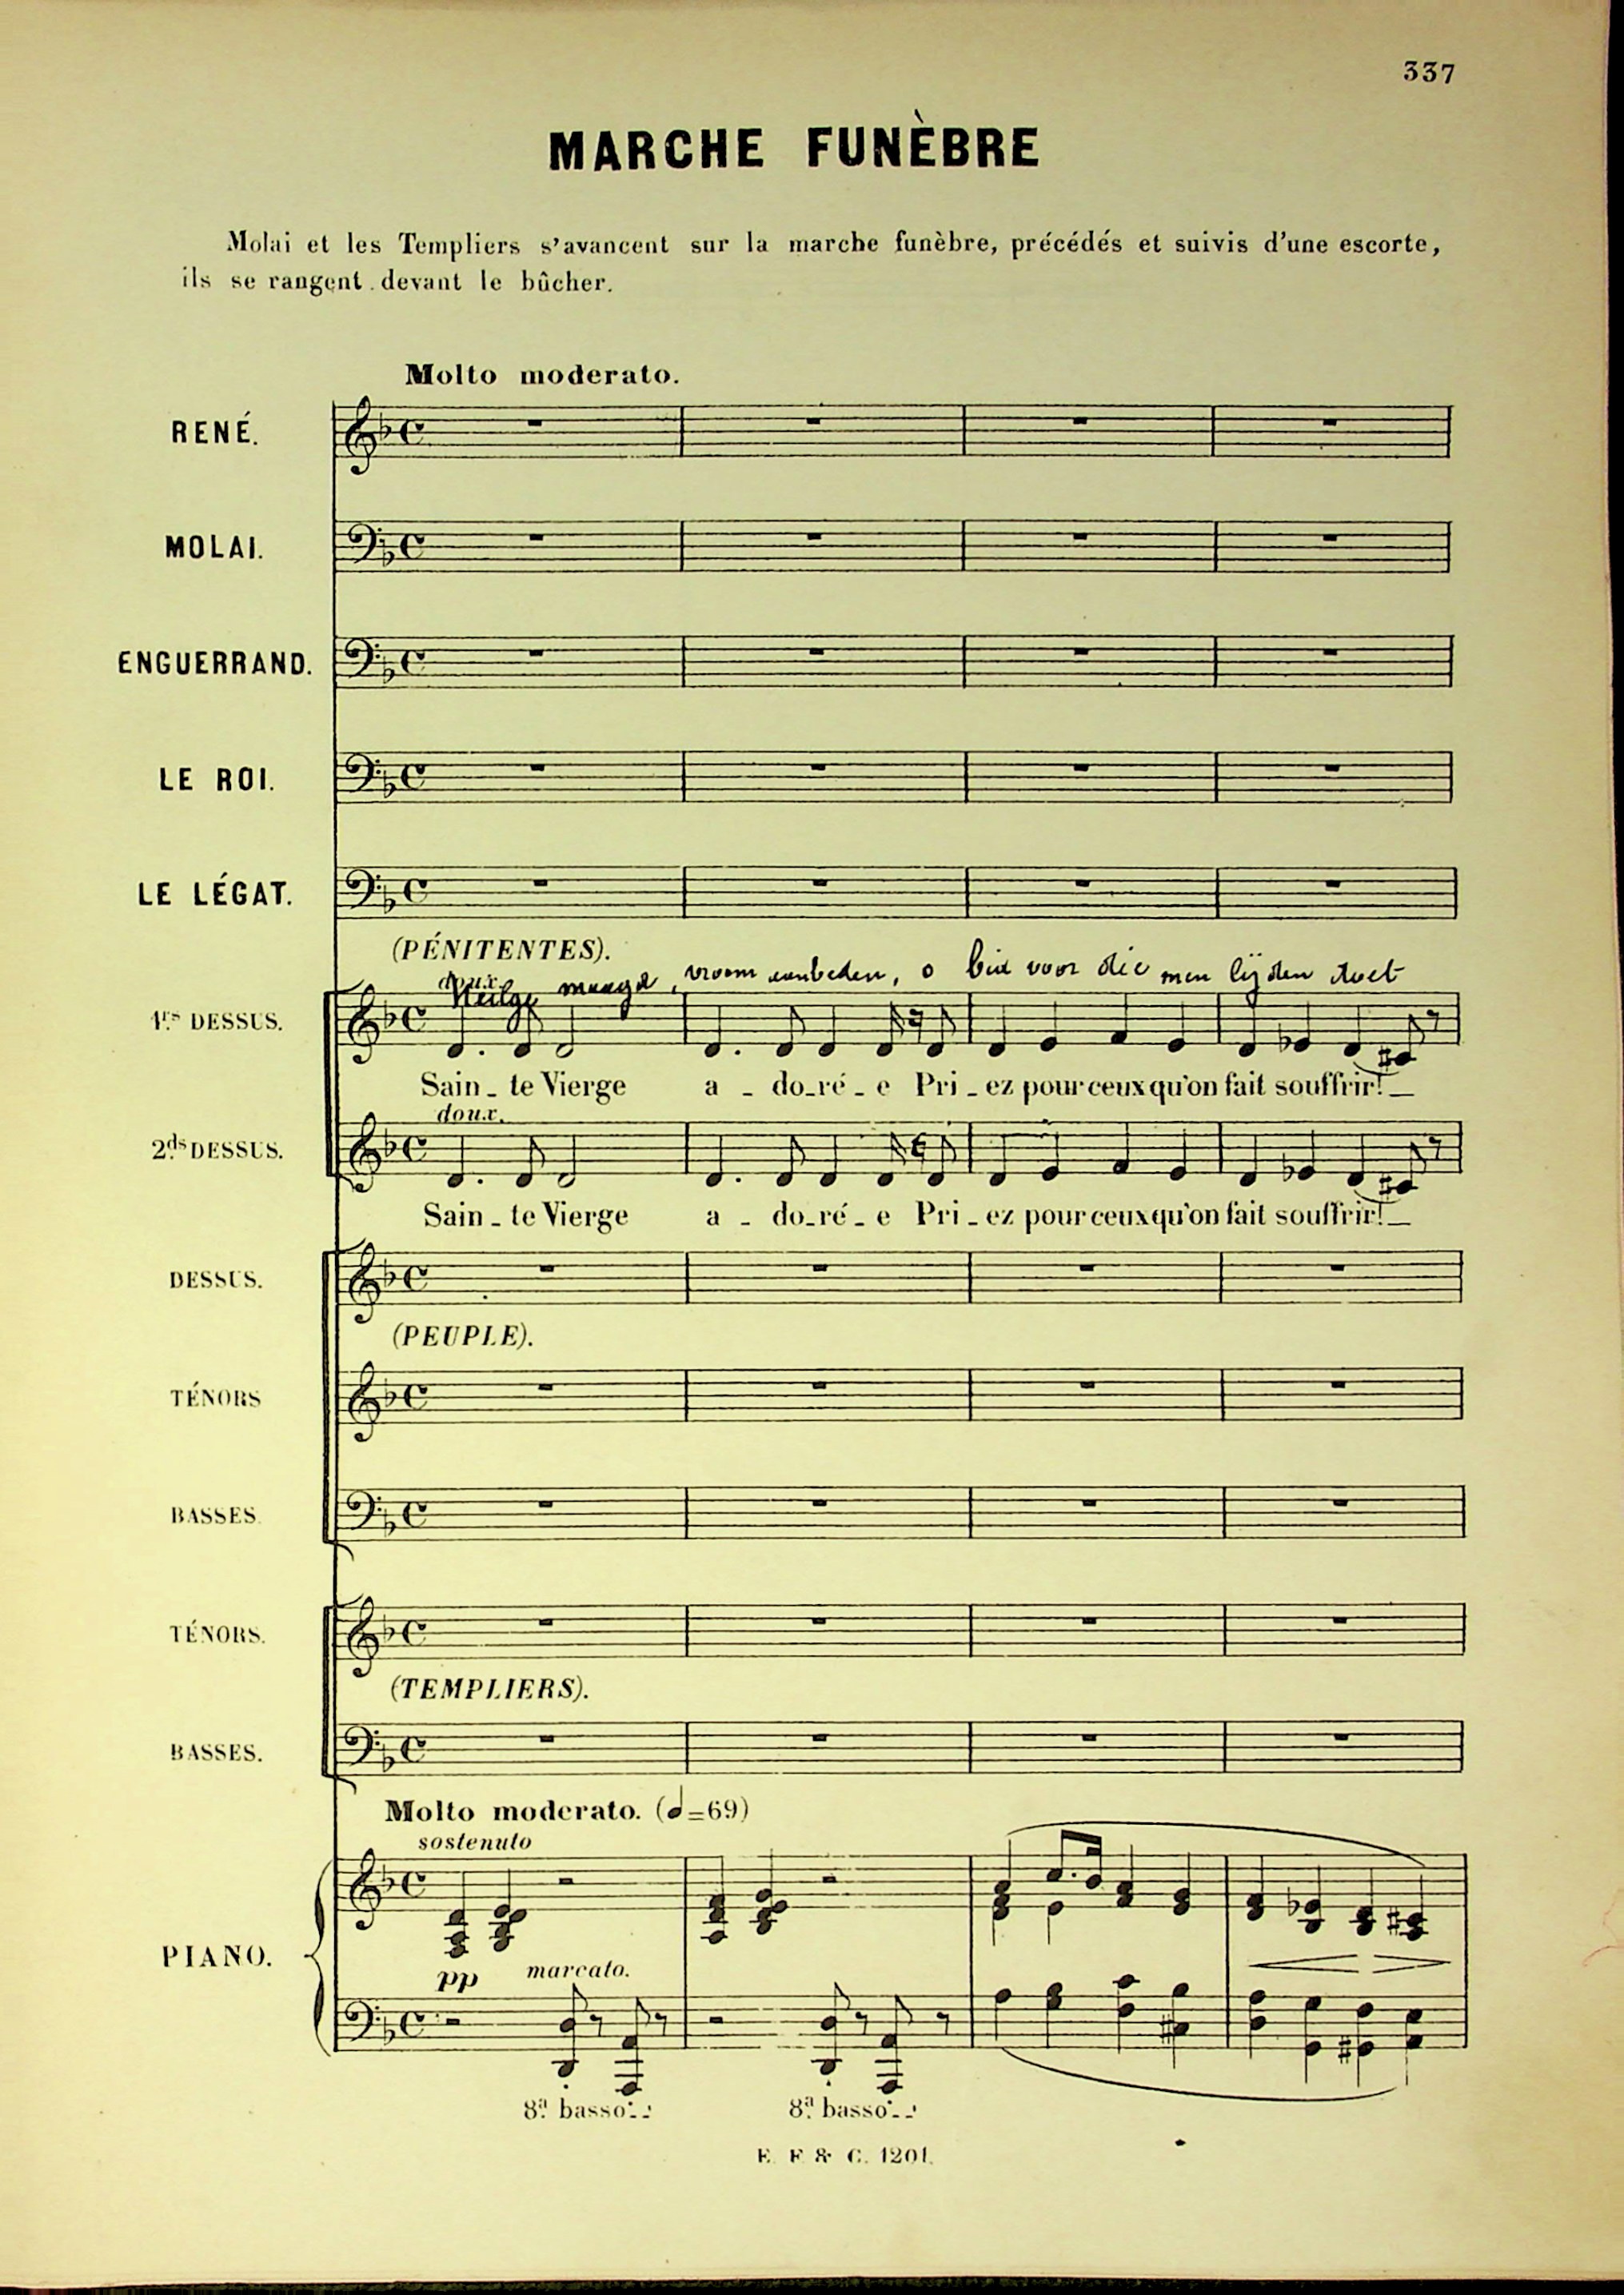 337
MARCHE FUNÈBRE
Molai et les Templiers s'avancent sur la marche funèbre, précédés et suivis d'une escorte,
ils se rangent devant le bûcher.
Molto moderato.
RENÉ.
MOLAI.
ENGUERRAND.
LE ROI.
LE LÉGAT.
(PÉNITENTES).
doux.
Heilge maagd, vroom aanbeden, o bid voor die men lijden doet
1rs DESSUS.
Sain_te Vierge a_do_ré_e Pri_ez pour ceux qu'on fait souffrir!_
doux.
2ds DESSUS.
Sain_te Vierge a_do_ré_e Pri_ez pour ceux qu'on fait souffrir!_
DESSUS.
(PEUPLE).
TÉNORS
BASSES
TÉNORS.
(TEMPLIERS).
BASSES.
Molto moderato. (𝅗𝅥=69)
sostenuto
PIANO.
pp marcato.
8a basso 8a basso
E. F. & C. 1201.